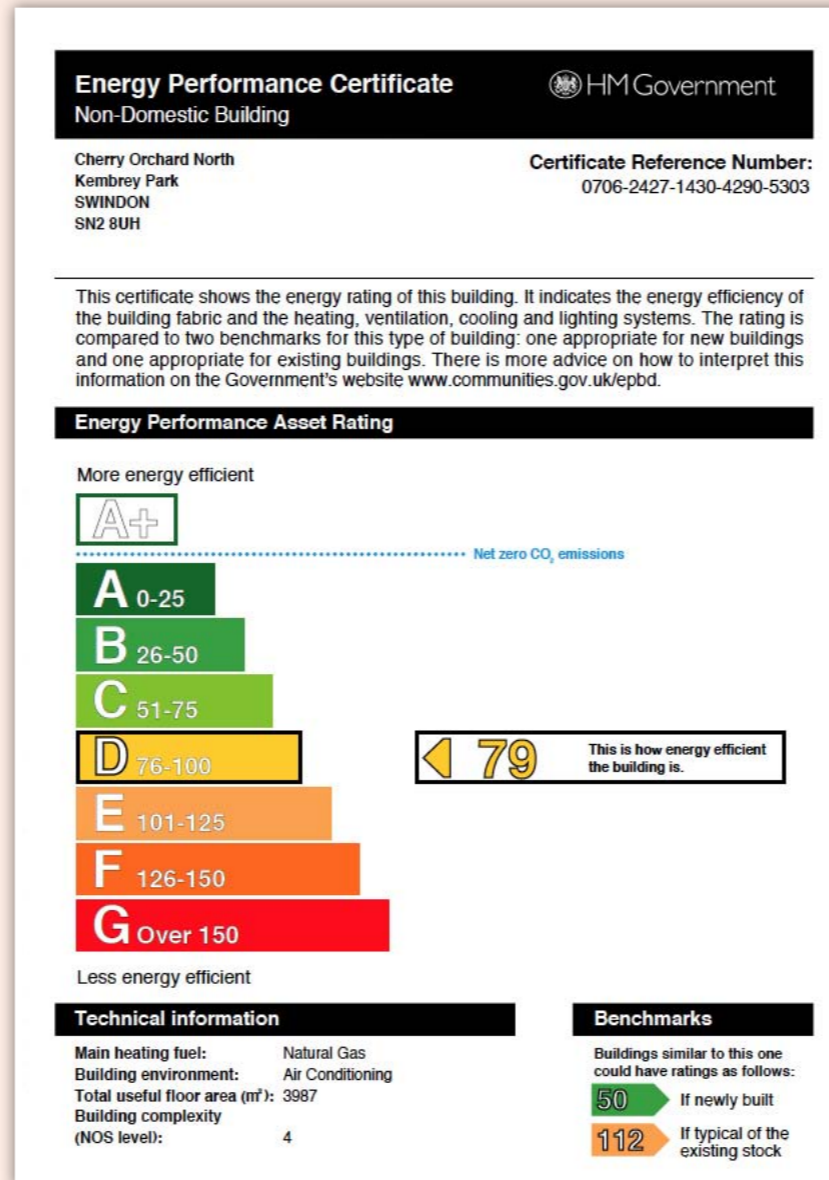 Energy Performance Certificate
HM Government
Non-Domestic Building
Cherry Orchard North
Kembrey Park
SWINDON
SN2 8UH
Certificate Reference Number:
0706-2427-1430-4290-5303
This certificate shows the energy rating of this building. It indicates the energy efficiency of
the building fabric and the heating, ventilation, cooling and lighting systems. The rating is
compared to two benchmarks for this type of building: one appropriate for new buildings
and one appropriate for existing buildings. There is more advice on how to interpret this
information on the Government's website www.communities.gov.uk/epbd.
Energy Performance Asset Rating
More energy efficient
A+
Net zero CO₂ emissions
A 0-25
B 26-50
C 51-75
D 76-100
79
This is how energy efficient
the building is.
E 101-125
F 126-150
G Over 150
Less energy efficient
Technical information
Main heating fuel: Natural Gas
Building environment: Air Conditioning
Total useful floor area (m²): 3987
Building complexity
(NOS level): 4
Benchmarks
Buildings similar to this one
could have ratings as follows:
50 If newly built
112 If typical of the
existing stock